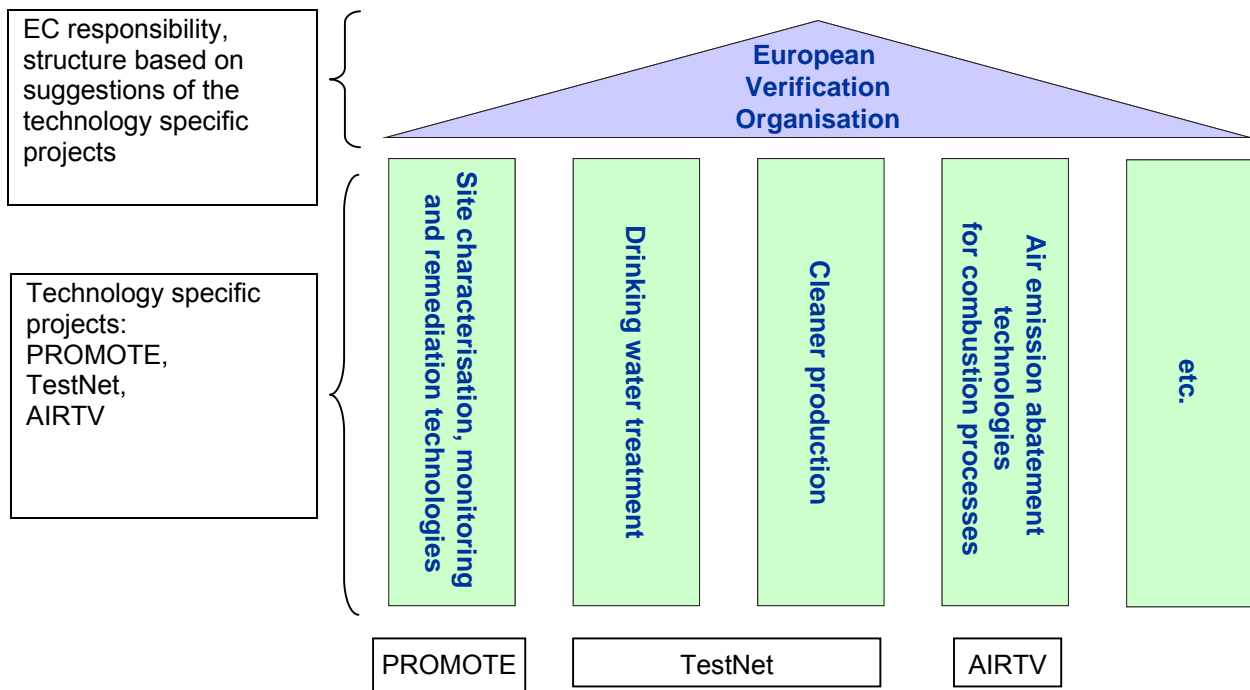 EC responsibility,
structure based on
suggestions of the
technology specific
projects
European
Verification
Organisation
Technology specific
projects:
PROMOTE,
TestNet,
AIRTV
Site characterisation, monitoring
and remediation technologies
Drinking water treatment
Cleaner production
Air emission abatement
technologies
for combustion processes
etc.
PROMOTE
TestNet
AIRTV